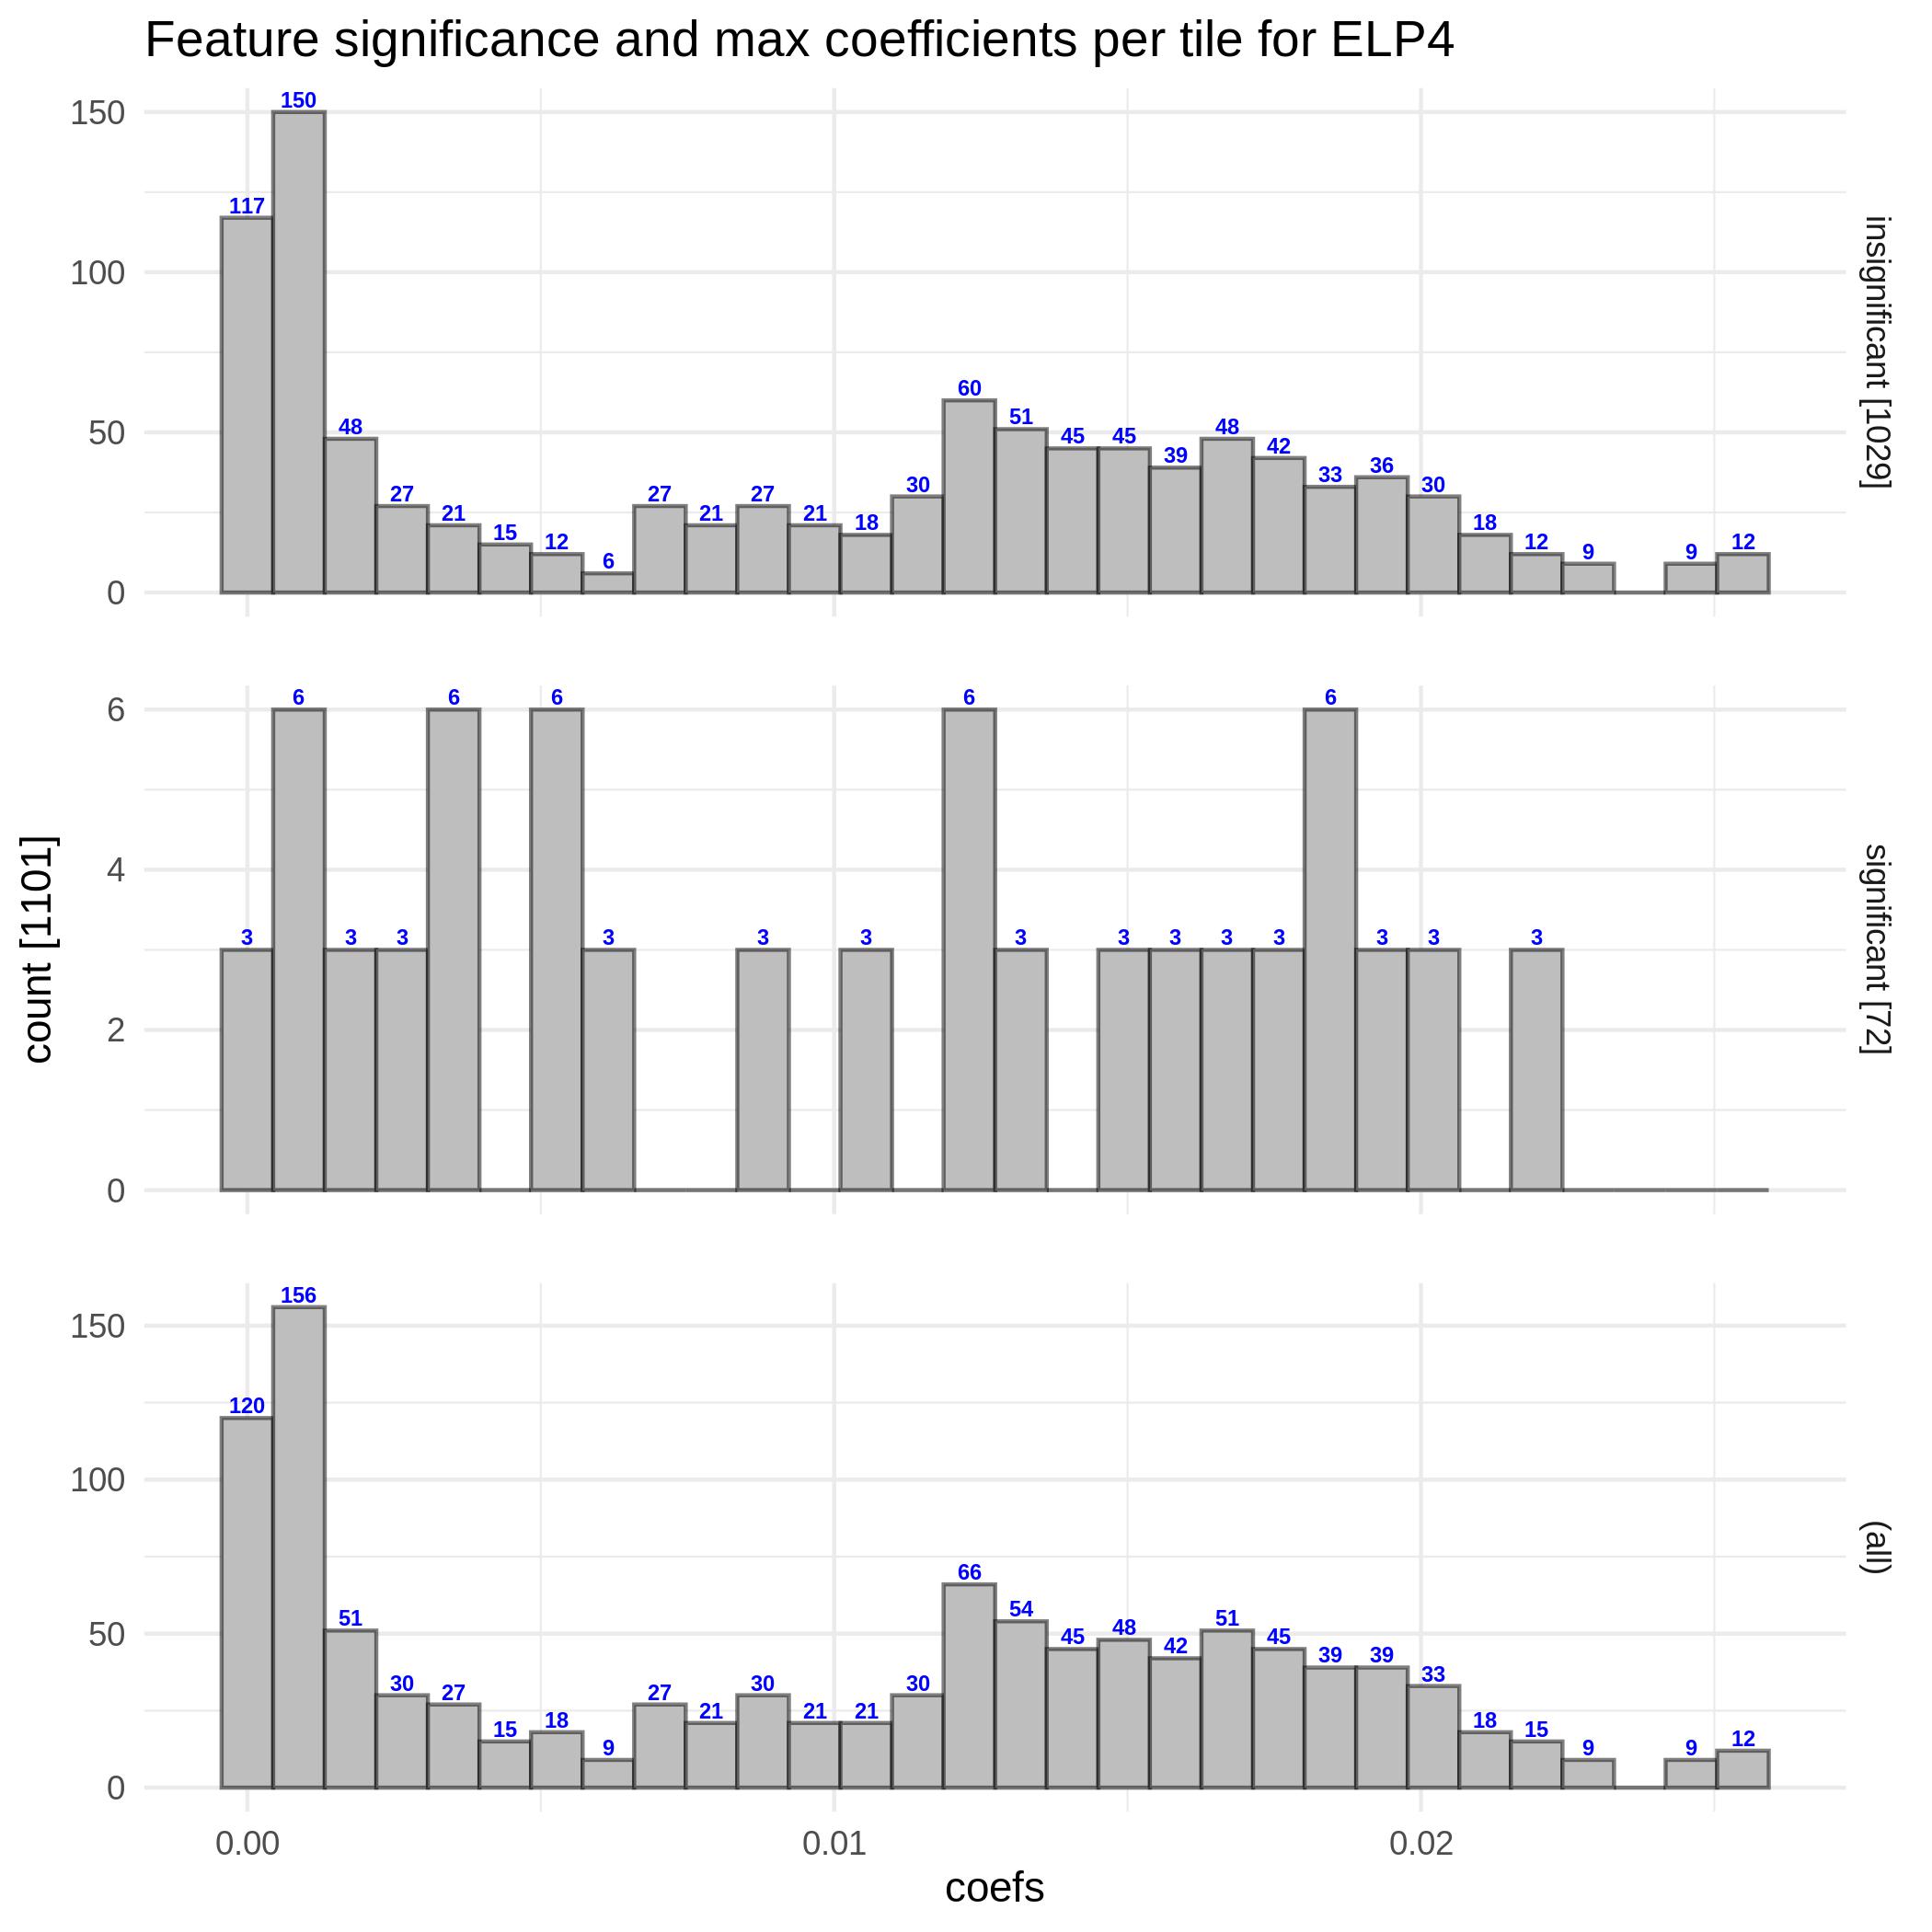 Feature significance and max coefficients per tile for ELP4
150
100
50
0
117 150 48 27 21 15 12 6 27 21 27 21 18 30 60 51 45 45 39 48 42 33 36 30 18 12 9 9 12
insignificant [1029]
count [1101]
6
4
2
0
3 6 3 3 6 6 3 3 3 6 3 3 3 3 3 6 3 3 3
significant [72]
150
100
50
0
120 156 51 30 27 15 18 9 27 21 30 21 21 30 66 54 45 48 42 51 45 39 39 33 18 15 9 9 12
(all)
0.00 0.01 0.02
coefs